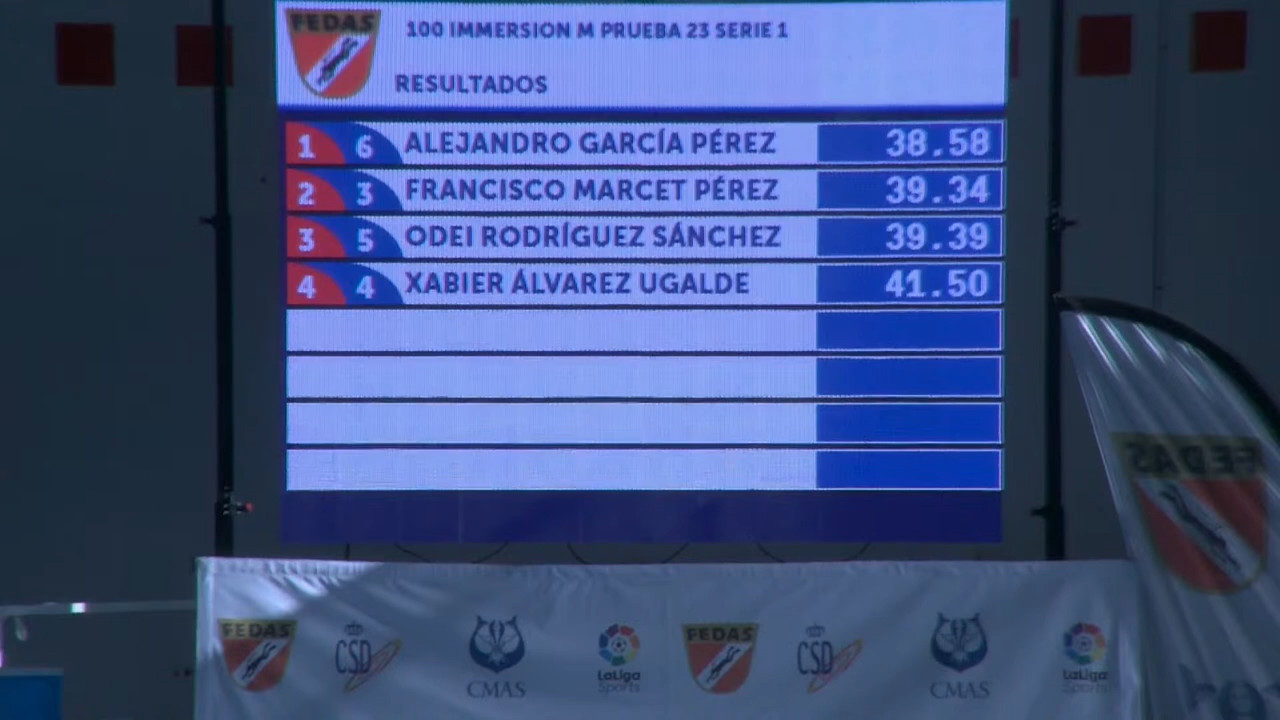 FEDAS
100 IMMERSION M PRUEBA 23 SERIE 1
RESULTADOS
1 6 ALEJANDRO GARCÍA PÉREZ 38.58
2 3 FRANCISCO MARCET PÉREZ 39.34
3 5 ODEI RODRÍGUEZ SÁNCHEZ 39.39
4 4 XABIER ÁLVAREZ UGALDE 41.50
FEDAS
FEDAS CSD CMAS LaLiga Sports FEDAS CSD CMAS LaLiga Sports